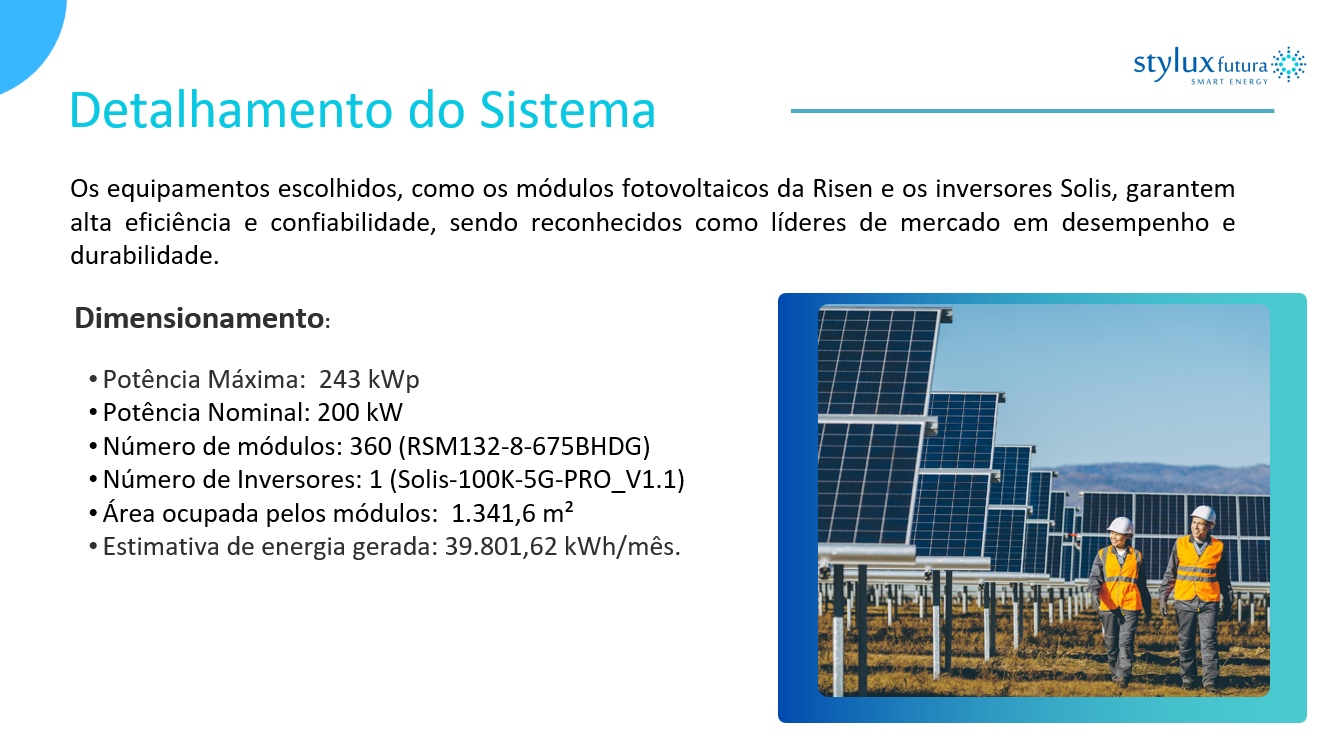 stylux futura
SMART ENERGY
Detalhamento do Sistema
Os equipamentos escolhidos, como os módulos fotovoltaicos da Risen e os inversores Solis, garantem
alta eficiência e confiabilidade, sendo reconhecidos como líderes de mercado em desempenho e
durabilidade.
Dimensionamento:
• Potência Máxima:  243 kWp
• Potência Nominal: 200 kW
• Número de módulos: 360 (RSM132-8-675BHDG)
• Número de Inversores: 1 (Solis-100K-5G-PRO_V1.1)
• Área ocupada pelos módulos:  1.341,6 m²
• Estimativa de energia gerada: 39.801,62 kWh/mês.